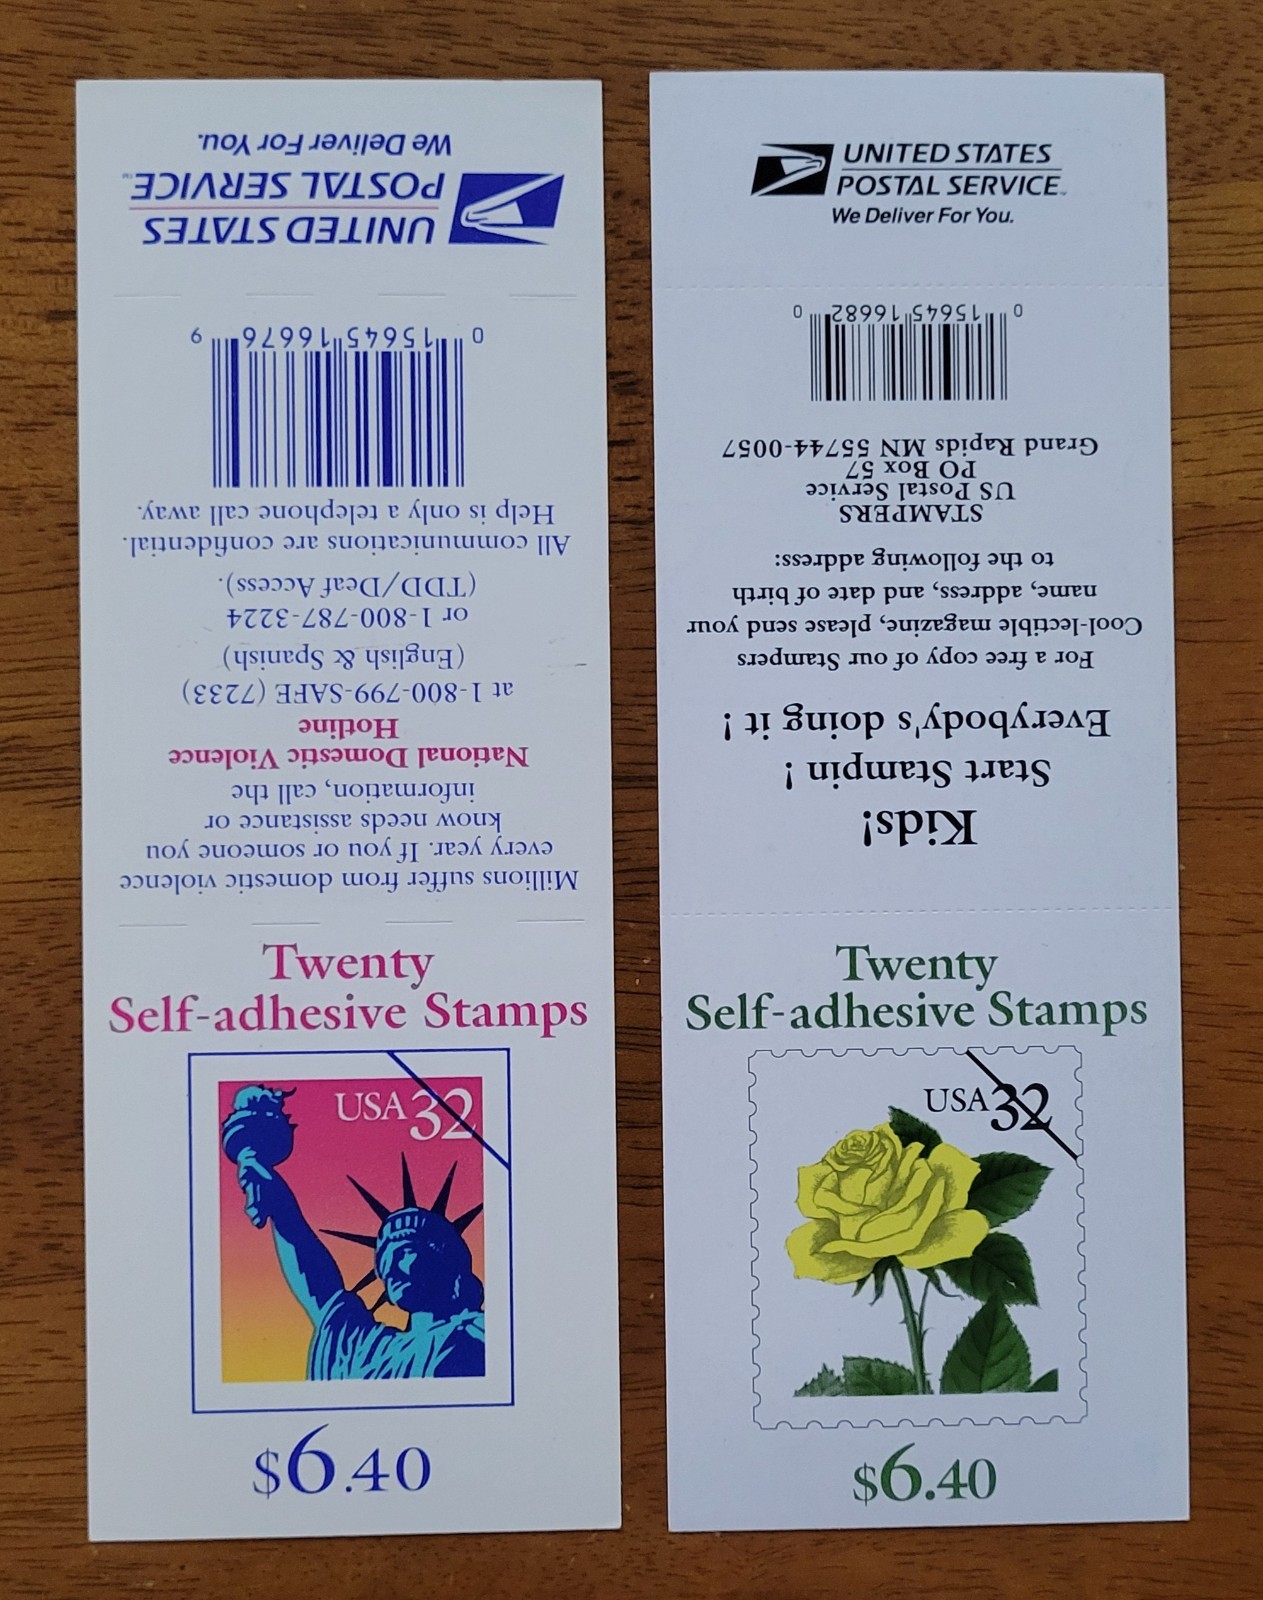 UNITED STATES
POSTAL SERVICE™
We Deliver For You.
Millions suffer from domestic violence
every year. If you or someone you
know needs assistance or
information, call the
National Domestic Violence
Hotline
at 1-800-799-SAFE (7233)
(English & Spanish)
or 1-800-787-3224
(TDD/Deaf Access).
All communications are confidential.
Help is only a telephone call away.
0 15645 16676 9
Twenty
Self-adhesive Stamps
USA 32
$6.40
UNITED STATES
POSTAL SERVICE™
We Deliver For You.
Kids!
Start Stampin !
Everybody's doing it !
For a free copy of our Stampers
Cool-lectible magazine, please send your
name, address, and date of birth
to the following address:
STAMPERS
US Postal Service
PO Box 57
Grand Rapids MN 55744-0057
0 15645 16682 0
Twenty
Self-adhesive Stamps
USA 32
$6.40